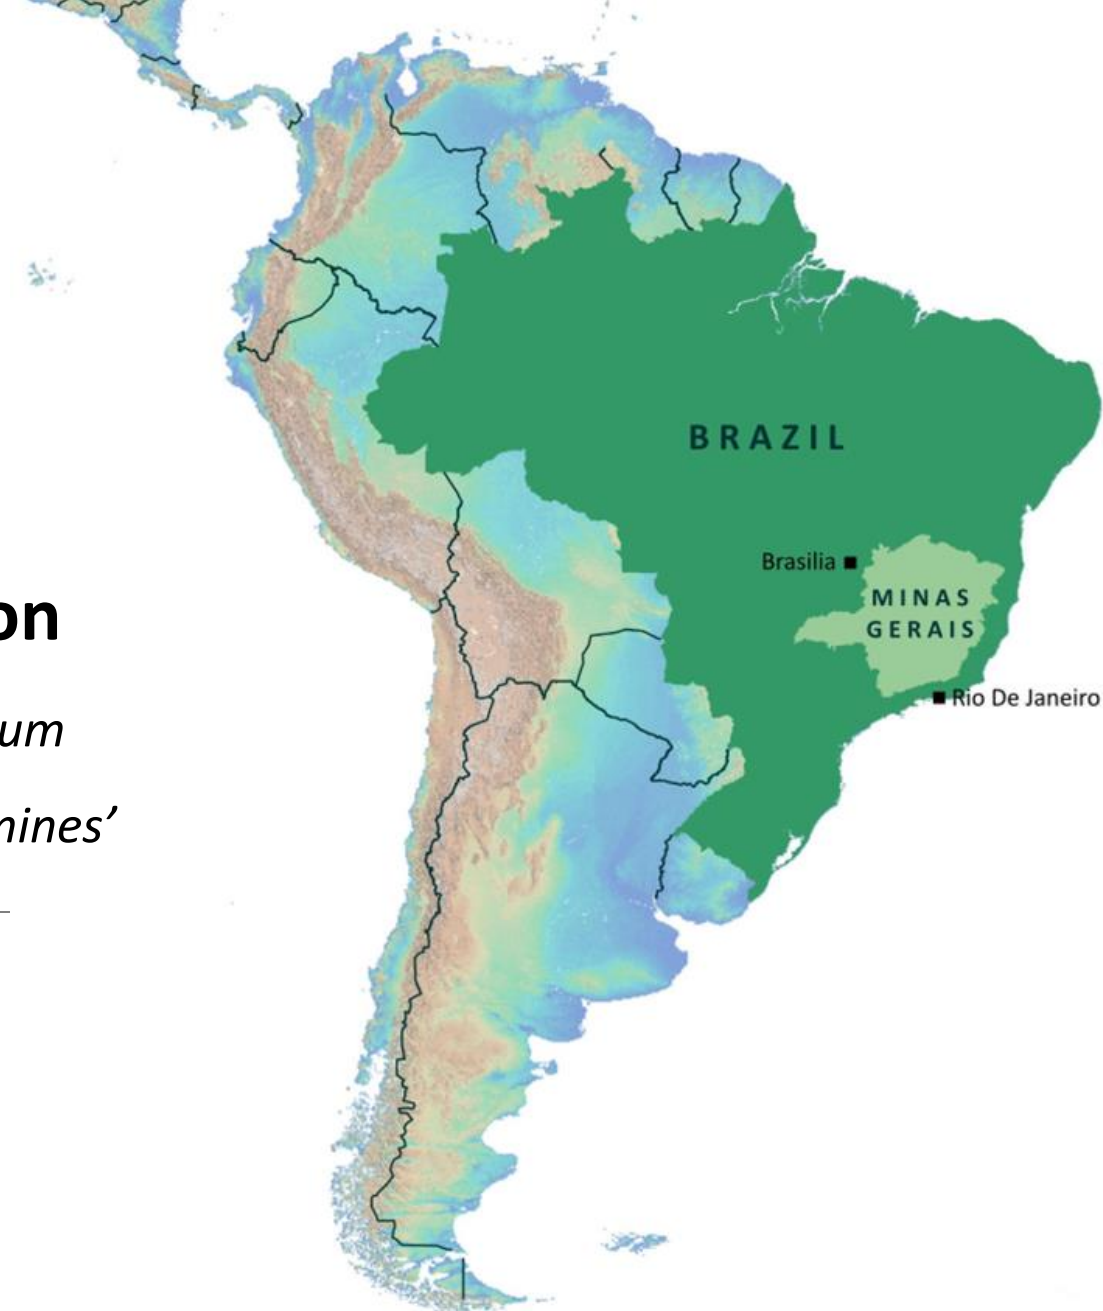 BRAZIL
Brasilia
MINAS
GERAIS
on
Rio De Janeiro
um
nines’